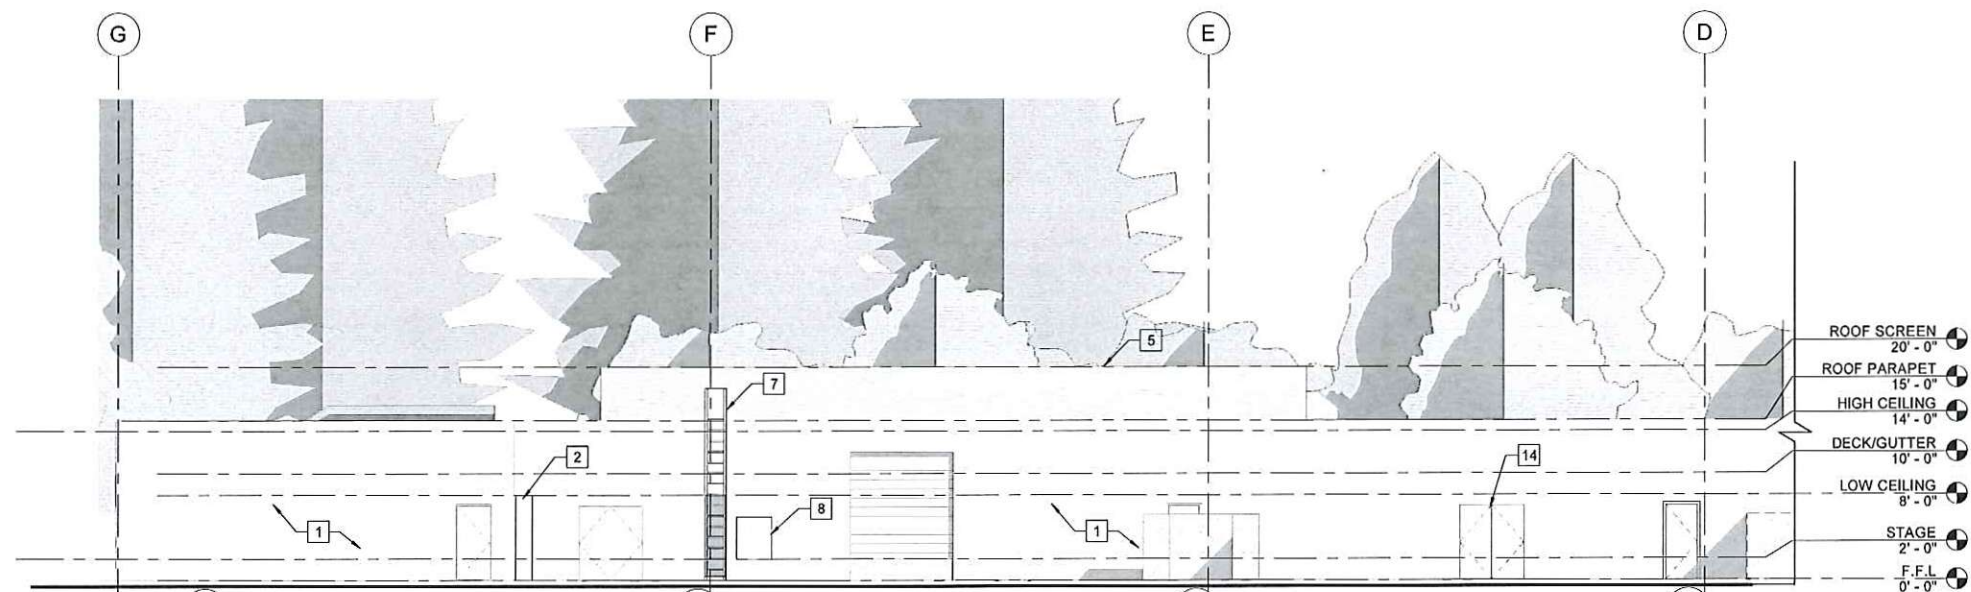 G
F
E
D
5
7
2
8
1
1
14
ROOF SCREEN
20' - 0"
ROOF PARAPET
15' - 0"
HIGH CEILING
14' - 0"
DECK/GUTTER
10' - 0"
LOW CEILING
8' - 0"
STAGE
2' - 0"
F.F.L
0' - 0"